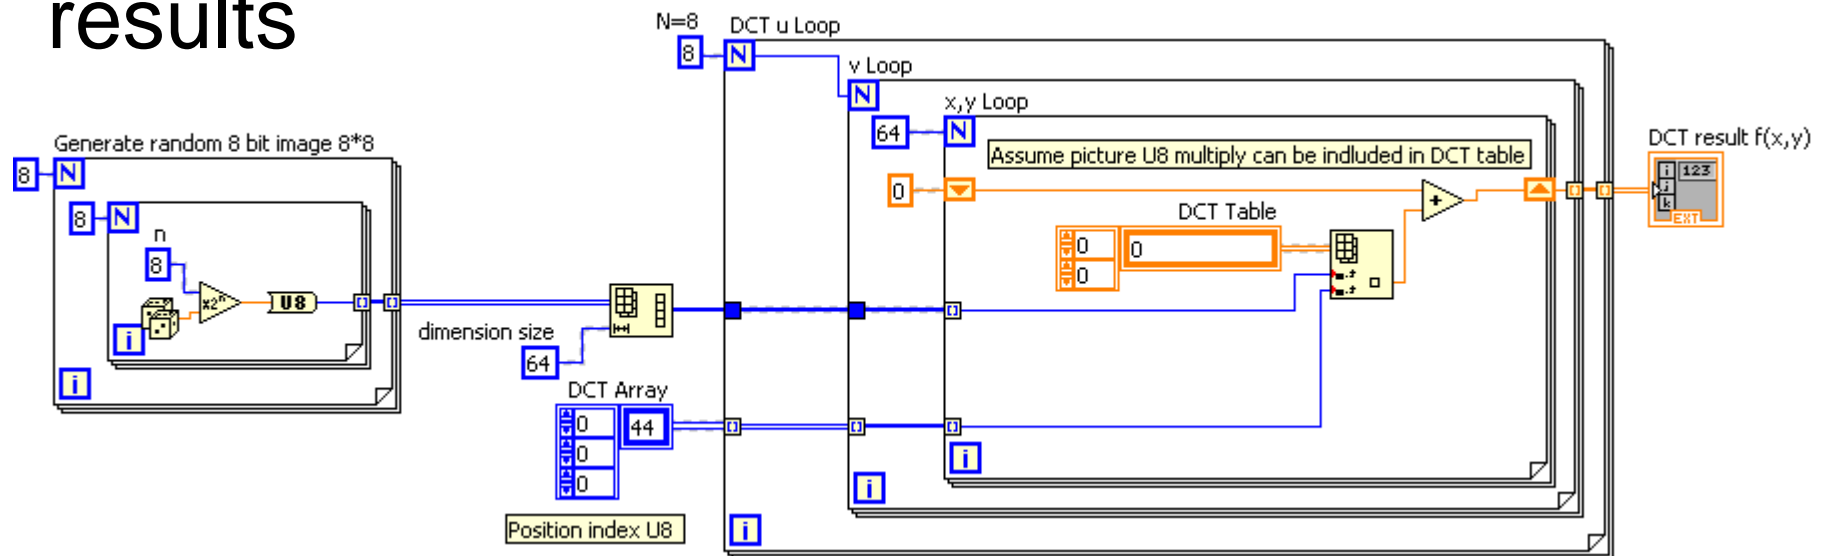 results
N=8
DCT u Loop
8
N
v Loop
N
x,y Loop
64
N
Generate random 8 bit image 8*8
8
N
Assume picture U8 multiply can be indluded in DCT table
DCT result f(x,y)
i
j
k
123
EXT
0
8
N
DCT Table
n
8
0
0
0
x2^n
U8
i
dimension size
64
i
DCT Array
0
44
0
0
i
i
Position index U8
i